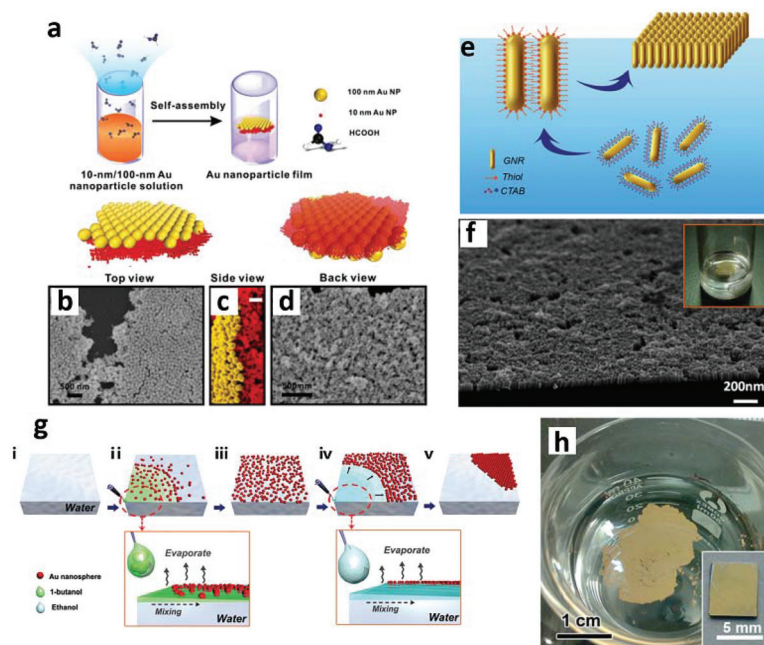 a
Self-assembly
10-nm/100-nm Au
nanoparticle solution
Au nanoparticle film
100 nm Au NP
10 nm Au NP
HCOOH
Top view
Side view
Back view
b
500 nm
c
d
500 nm
e
GNR
Thiol
CTAB
f
200nm
g
i
ii
iii
iv
v
Water
Au nanosphere
1-butanol
Ethanol
Evaporate
Mixing
Water
Evaporate
Mixing
Water
h
1 cm
5 mm